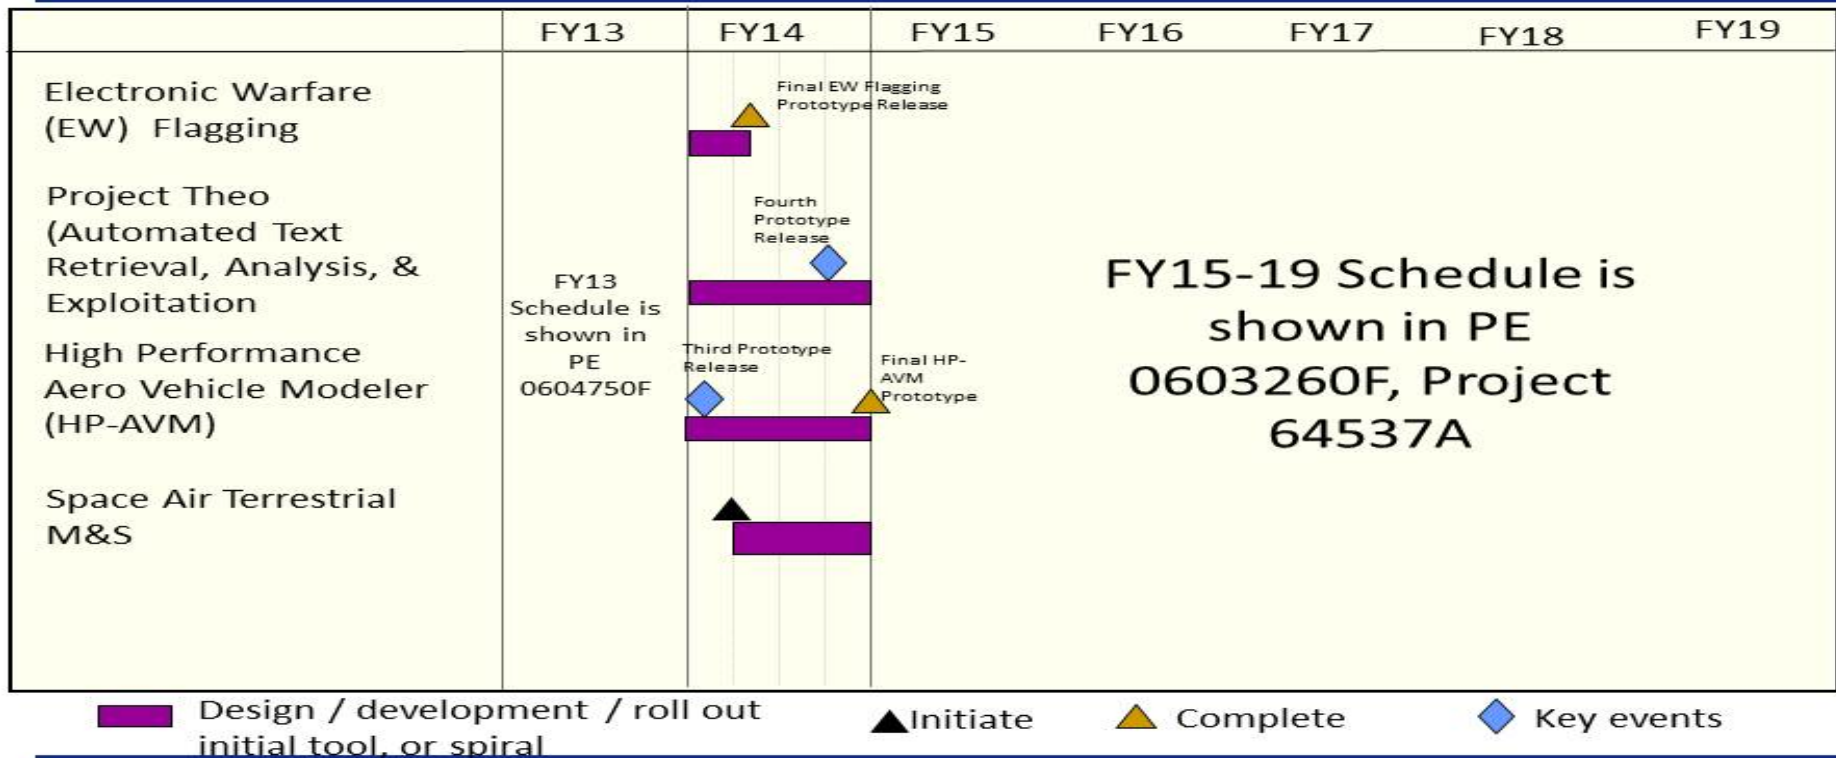 FY13 FY14 FY15 FY16 FY17 FY18 FY19
Electronic Warfare
(EW) Flagging
Final EW Flagging
Prototype Release
Project Theo
(Automated Text
Retrieval, Analysis, &
Exploitation
Fourth
Prototype
Release
High Performance
Aero Vehicle Modeler
(HP-AVM)
Third Prototype
Release
Final HP-
AVM
Prototype
Space Air Terrestrial
M&S
FY13
Schedule is
shown in
PE
0604750F
FY15-19 Schedule is
shown in PE
0603260F, Project
64537A
Design / development / roll out
initial tool, or spiral
Initiate
Complete
Key events